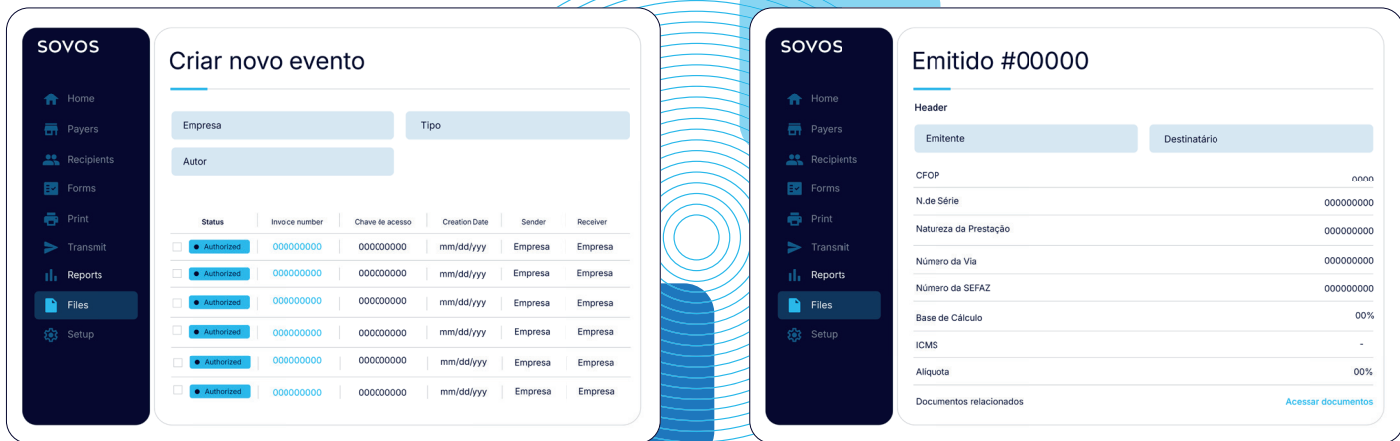 SOVOS
Home
Payers
Recipients
Forms
Print
Transmit
Reports
Files
Setup
Criar novo evento
Empresa Tipo
Autor
Status Invoce number Chave de acesso Creation Date Sender Receiver
Authorized 000000000 000000000 mm/dd/yyy Empresa Empresa
Authorized 000000000 000000000 mm/dd/yyy Empresa Empresa
Authorized 000000000 000000000 mm/dd/yyy Empresa Empresa
Authorized 000000000 000000000 mm/dd/yyy Empresa Empresa
Authorized 000000000 000000000 mm/dd/yyy Empresa Empresa
Authorized 000000000 000000000 mm/dd/yyy Empresa Empresa
SOVOS
Home
Payers
Recipients
Forms
Print
Transmit
Reports
Files
Setup
Emitido #00000
Header
Emitente Destinatário
CFOP 0000
N.de Série 000000000
Natureza da Prestação 000000000
Número da Via 000000000
Número da SEFAZ 000000000
Base de Cálculo 00%
ICMS -
Alíquota 00%
Documentos relacionados Acessar documentos